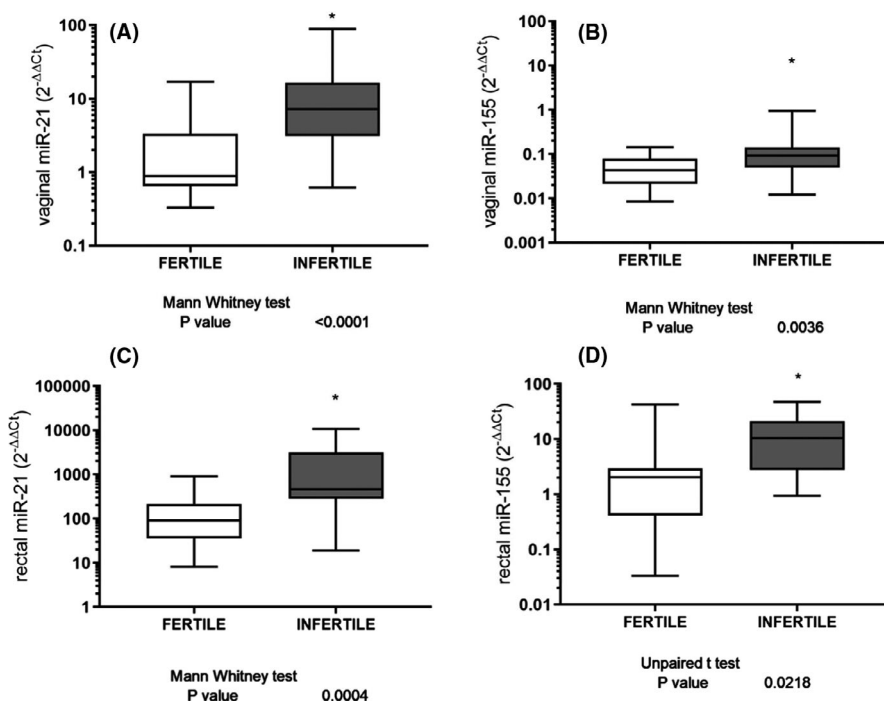 (A)
*
vaginal miR-21 (2^-ΔΔCt)
100
10
1
0.1
FERTILE INFERTILE
Mann Whitney test
P value <0.0001
(B)
*
vaginal miR-155 (2^-ΔΔCt)
100
10
1
0.1
0.01
0.001
FERTILE INFERTILE
Mann Whitney test
P value 0.0036
(C)
*
rectal miR-21 (2^-ΔΔCt)
100000
10000
1000
100
10
1
FERTILE INFERTILE
Mann Whitney test
P value 0.0004
(D)
*
rectal miR-155 (2^-ΔΔCt)
100
10
1
0.1
0.01
FERTILE INFERTILE
Unpaired t test
P value 0.0218